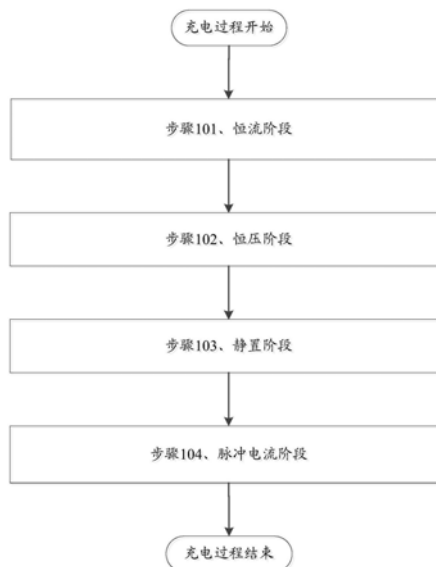 充电过程开始
步骤101、恒流阶段
步骤102、恒压阶段
步骤103、静置阶段
步骤104、脉冲电流阶段
充电过程结束